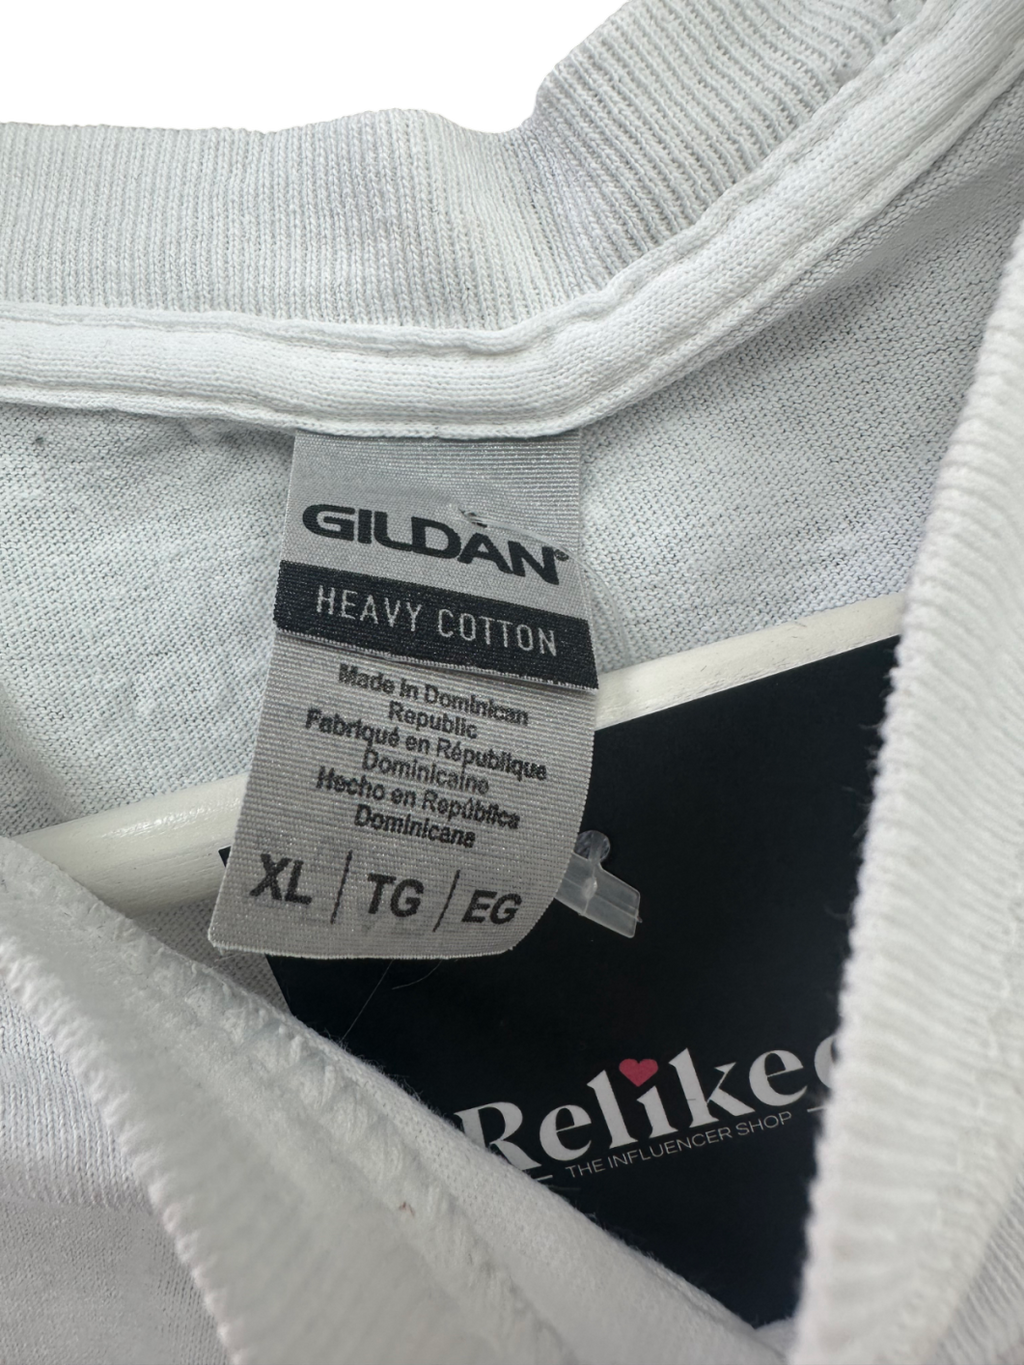 GILDAN®
HEAVY COTTON
Made in Dominican
Republic
Fabriqué en République
Dominicaine
Hecho en República
Dominicana
XL | TG | EG
Relike
THE INFLUENCER SHOP